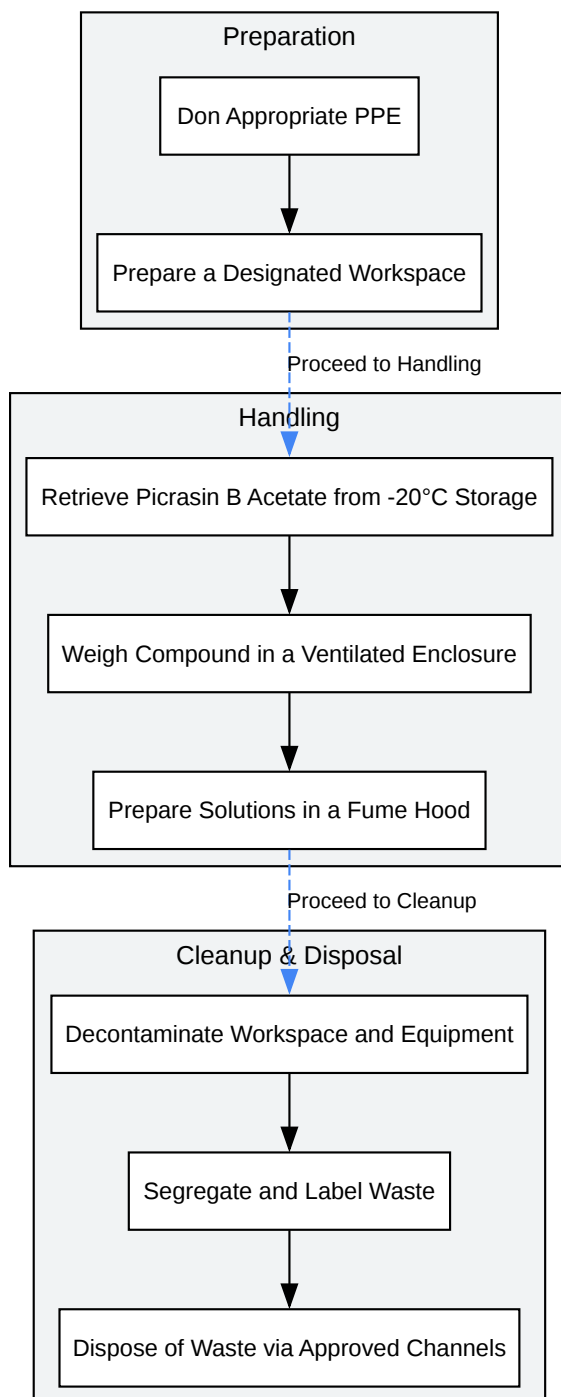 Preparation
Don Appropriate PPE
Prepare a Designated Workspace
Proceed to Handling
Handling
Retrieve Picrasin B Acetate from -20°C Storage
Weigh Compound in a Ventilated Enclosure
Prepare Solutions in a Fume Hood
Proceed to Cleanup
Cleanup & Disposal
Decontaminate Workspace and Equipment
Segregate and Label Waste
Dispose of Waste via Approved Channels